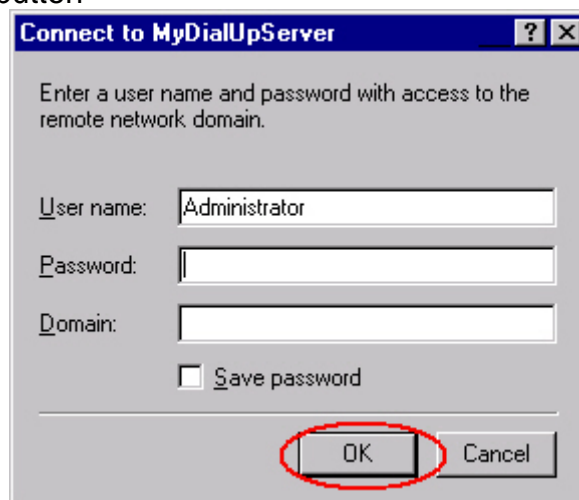 button
Connect to MyDialUpServer ? ×
Enter a user name and password with access to the
remote network domain.
User name: Administrator
Password:
Domain:
Save password
OK Cancel